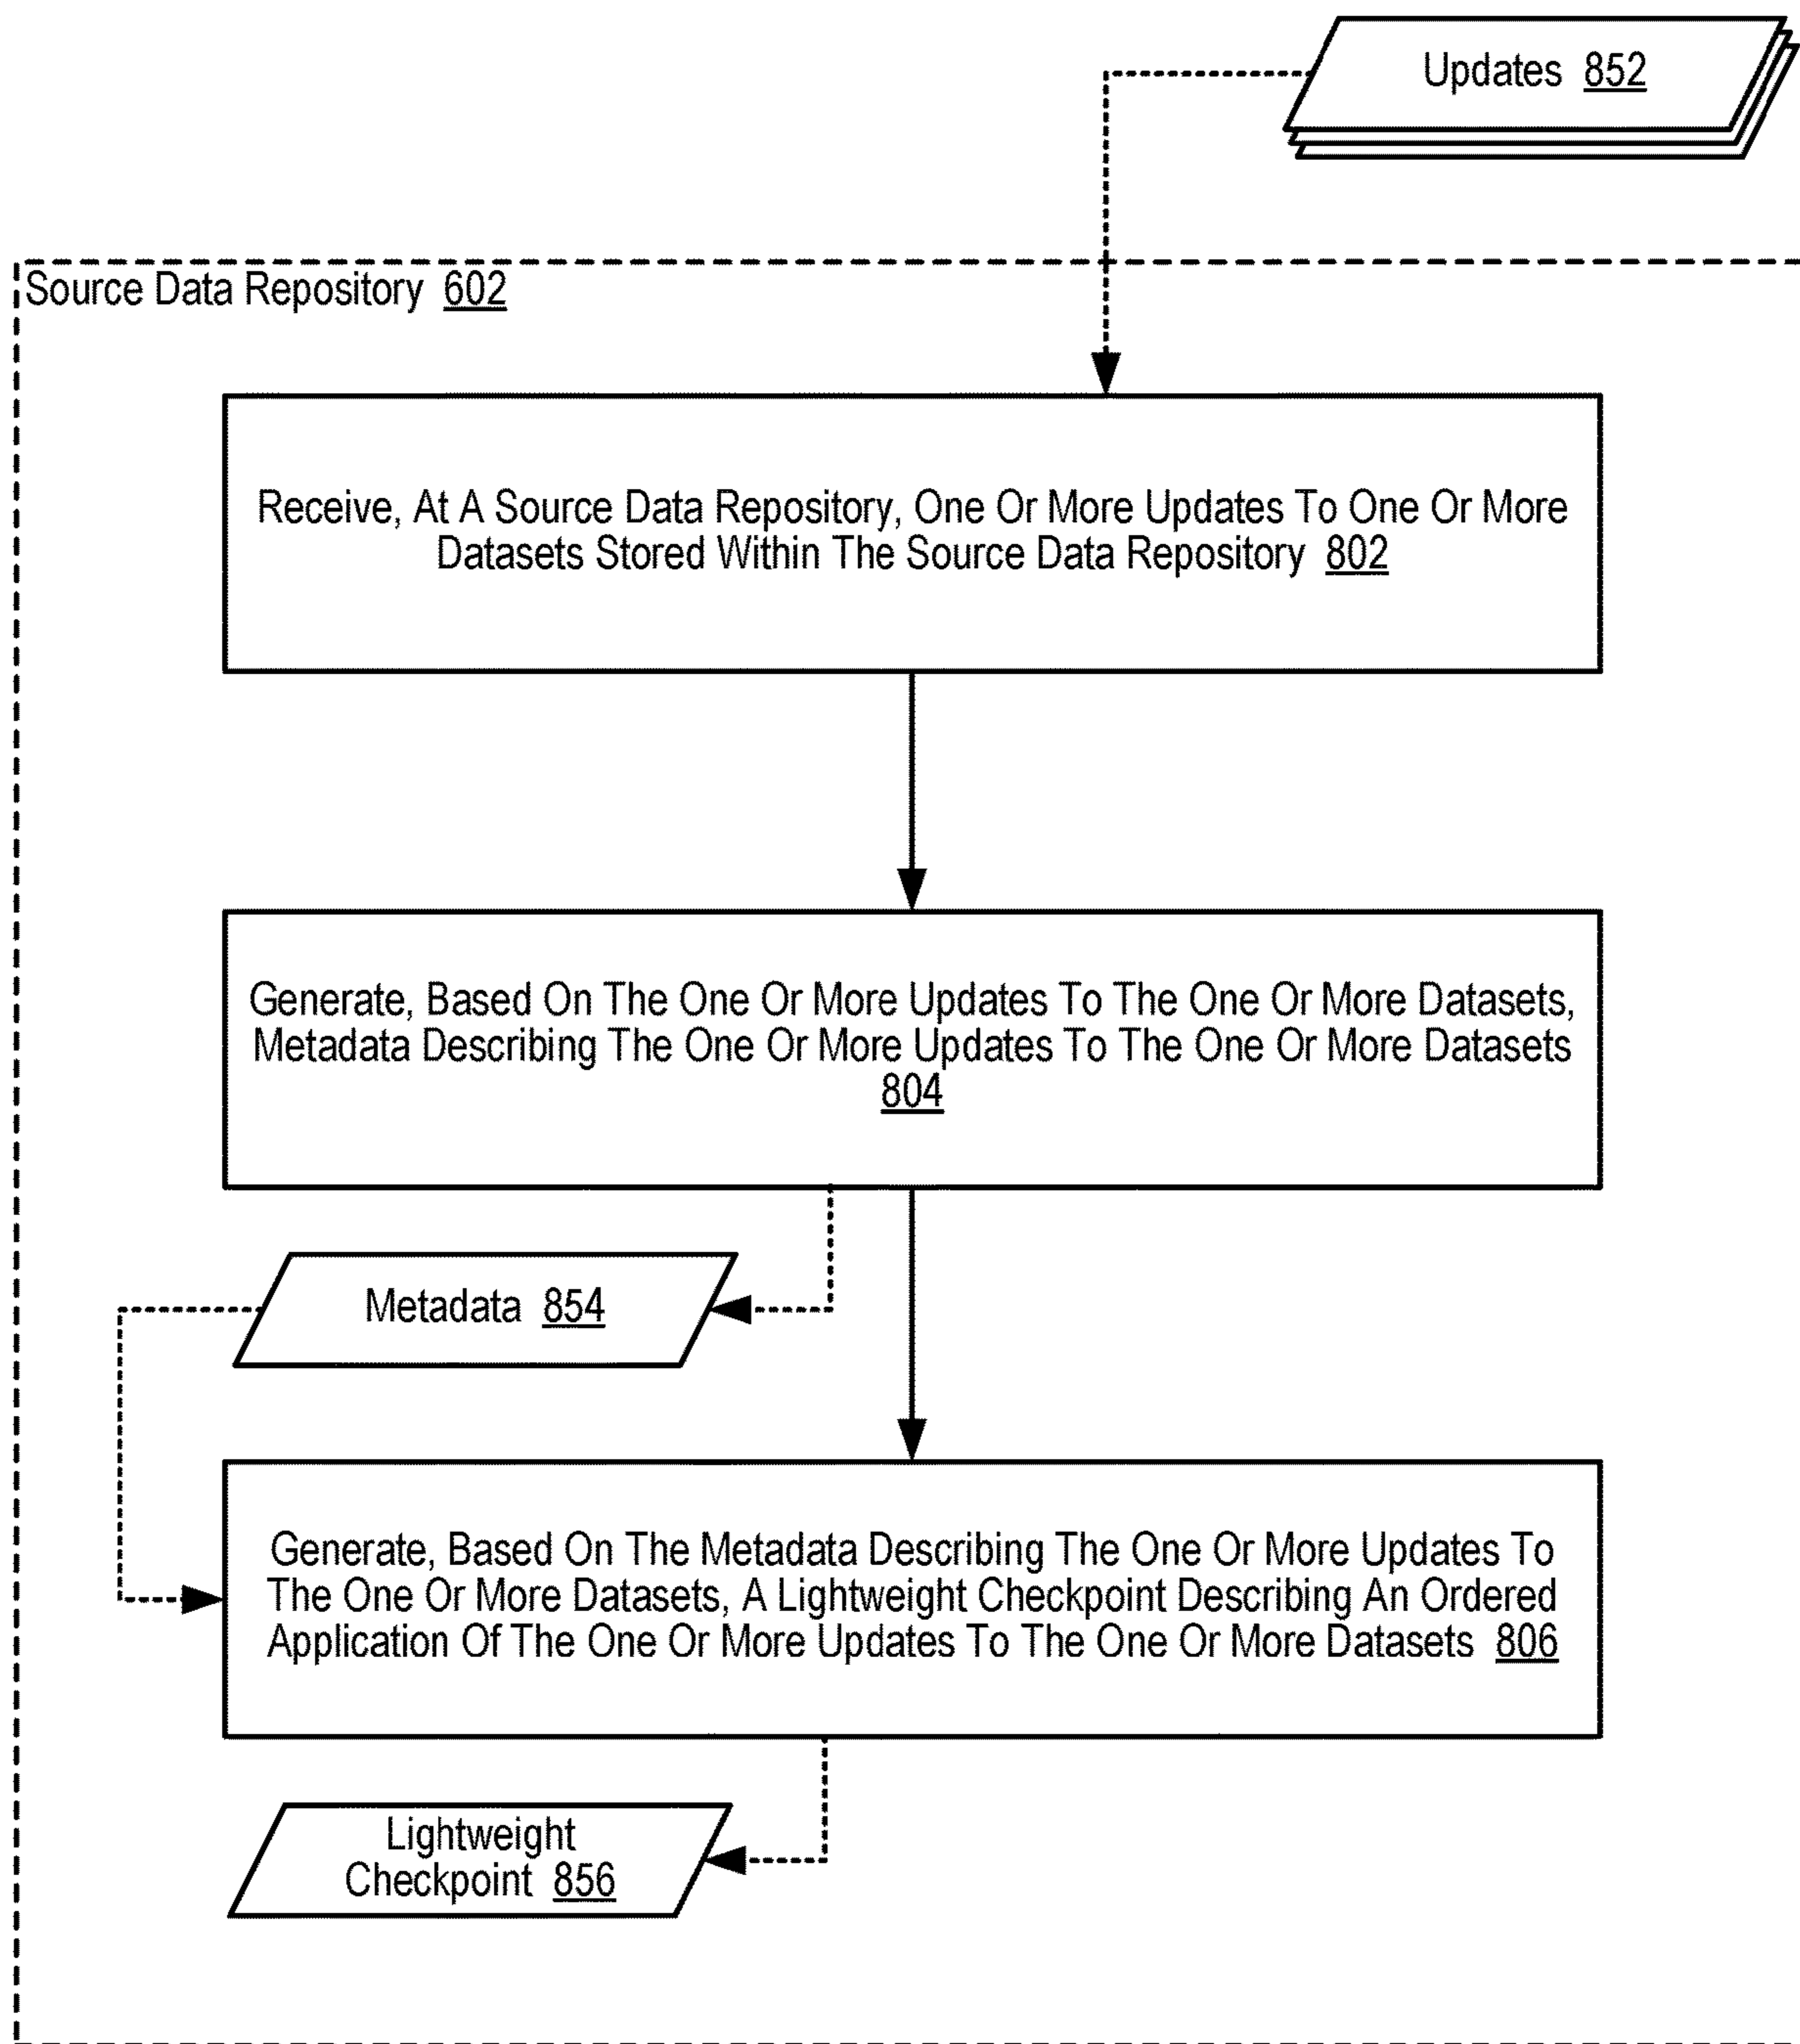 Updates 852
Source Data Repository 602
Receive, At A Source Data Repository, One Or More Updates To One Or More
Datasets Stored Within The Source Data Repository 802
Generate, Based On The One Or More Updates To The One Or More Datasets,
Metadata Describing The One Or More Updates To The One Or More Datasets
804
Metadata 854
Generate, Based On The Metadata Describing The One Or More Updates To
The One Or More Datasets, A Lightweight Checkpoint Describing An Ordered
Application Of The One Or More Updates To The One Or More Datasets 806
Lightweight
Checkpoint 856